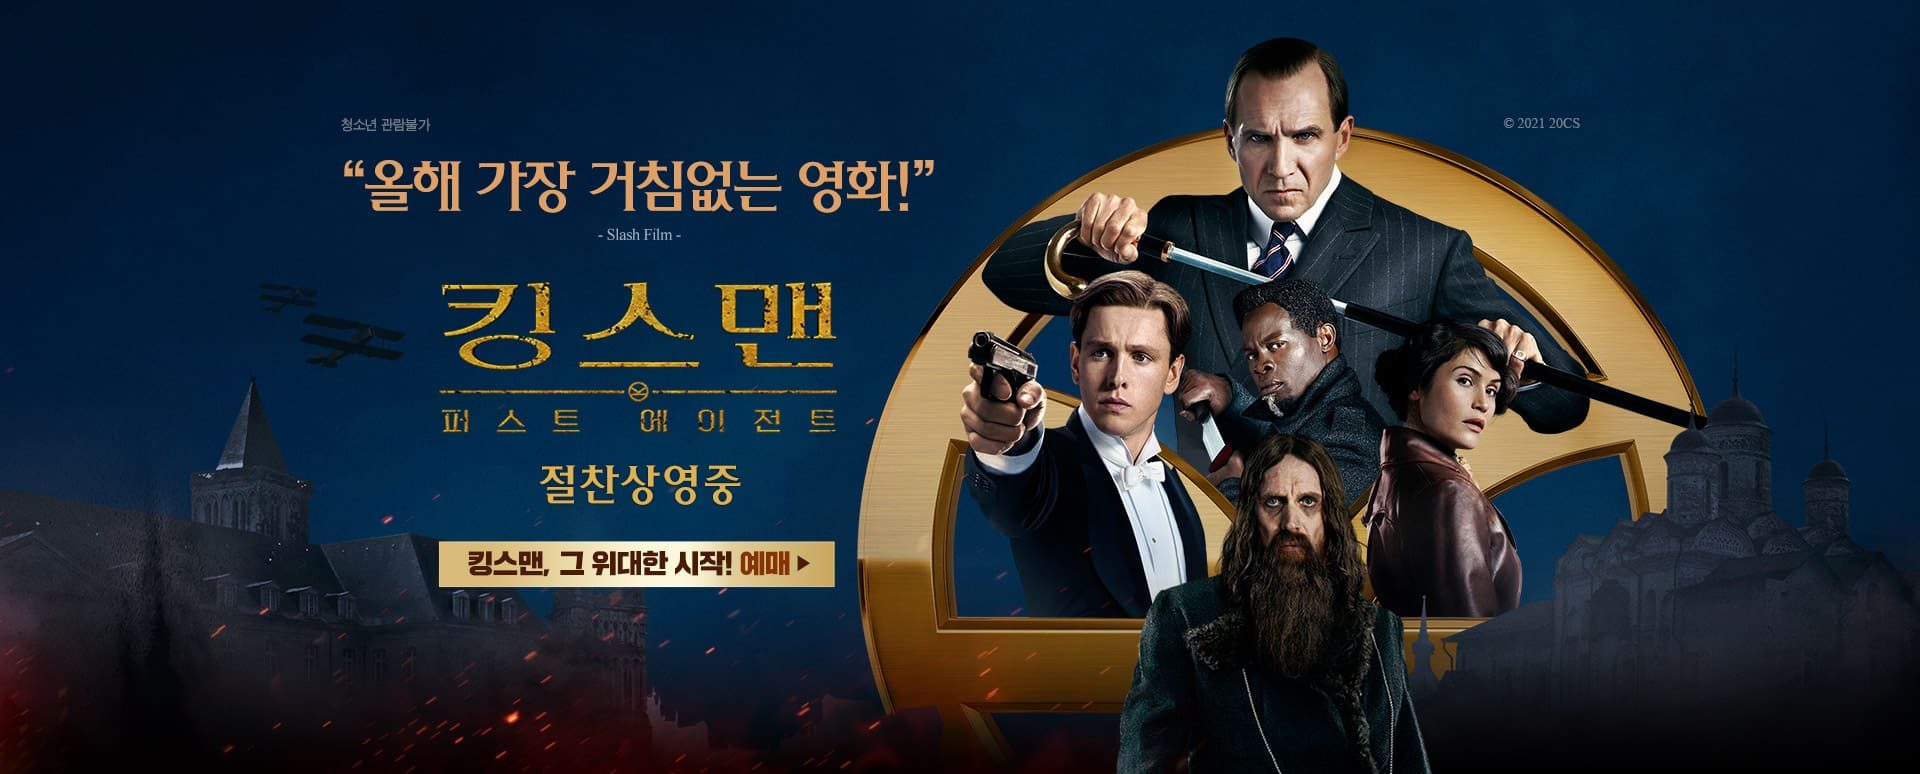 청소년 관람불가
© 2021 20CS
“올해 가장 거침없는 영화!”
- Slash Film -
킹스맨
퍼스트 에이전트
절찬상영중
킹스맨, 그 위대한 시작! 예매 ▶